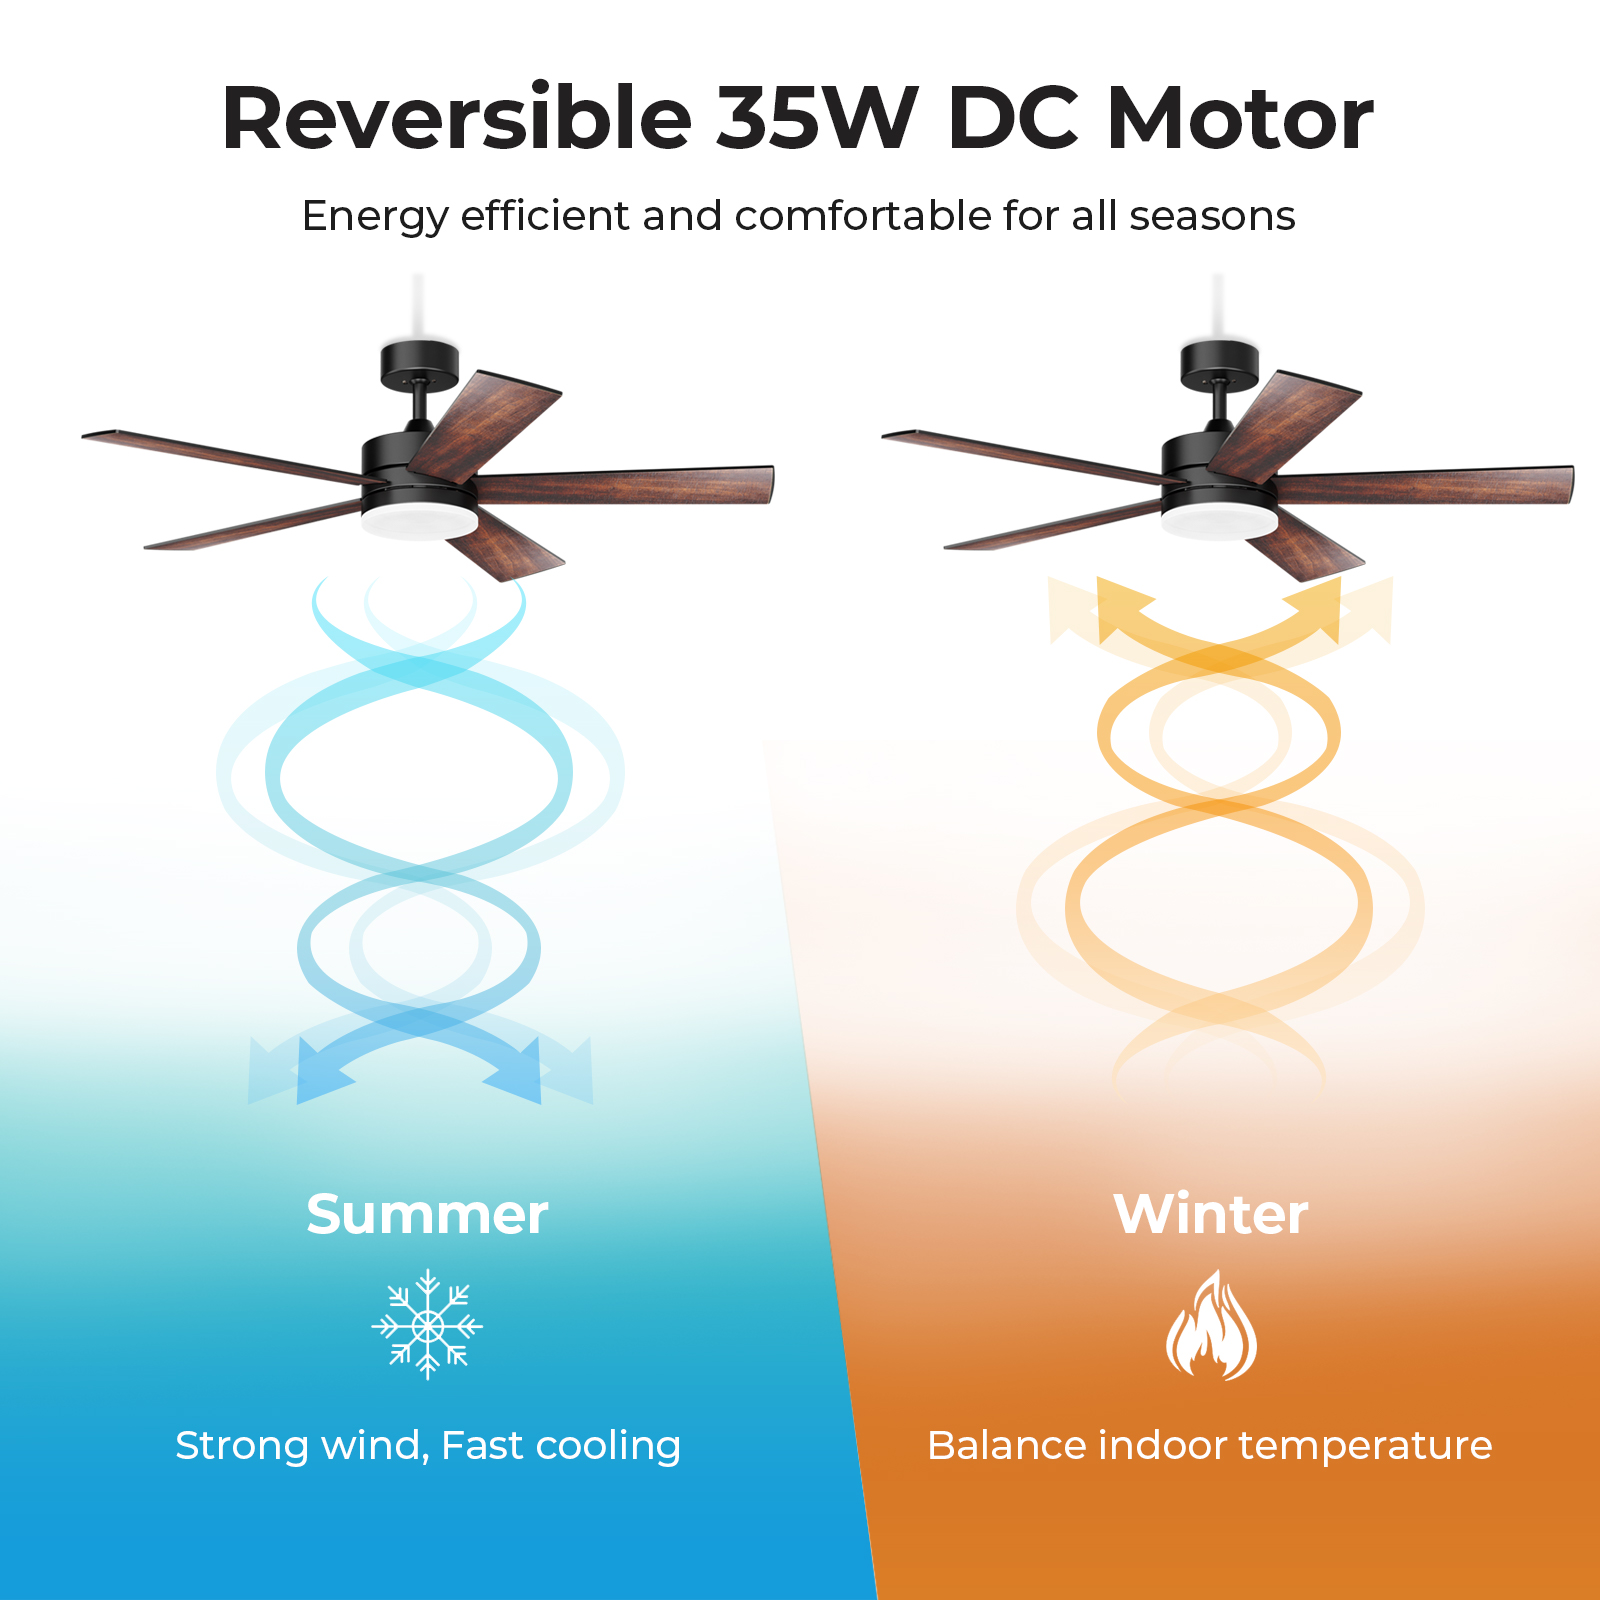 Reversible 35W DC Motor
Energy efficient and comfortable for all seasons
Summer
Strong wind, Fast cooling
Winter
Balance indoor temperature